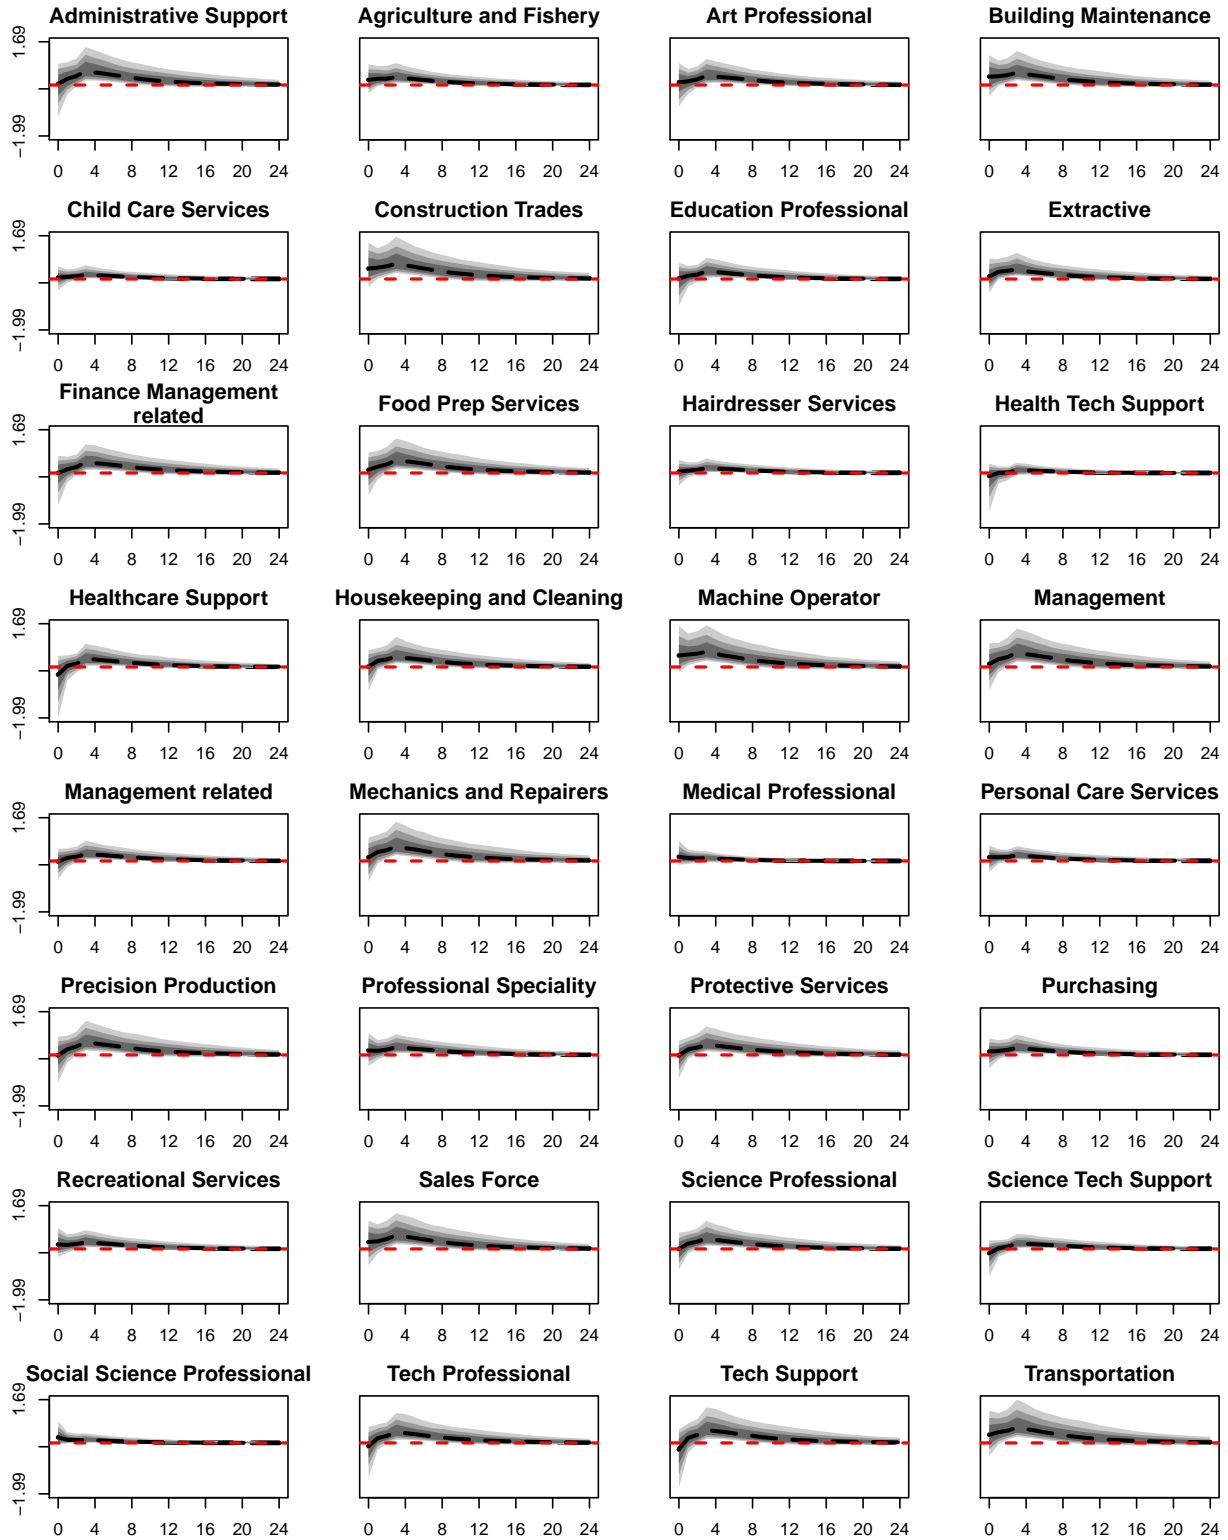 Administrative Support Agriculture and Fishery Art Professional Building Maintenance
1.69
−1.99
0 4 8 12 16 20 24 0 4 8 12 16 20 24 0 4 8 12 16 20 24 0 4 8 12 16 20 24
Child Care Services Construction Trades Education Professional Extractive
1.69
−1.99
0 4 8 12 16 20 24 0 4 8 12 16 20 24 0 4 8 12 16 20 24 0 4 8 12 16 20 24
Finance Management
related
Food Prep Services Hairdresser Services Health Tech Support
1.69
−1.99
0 4 8 12 16 20 24 0 4 8 12 16 20 24 0 4 8 12 16 20 24 0 4 8 12 16 20 24
Healthcare Support Housekeeping and Cleaning Machine Operator Management
1.69
−1.99
0 4 8 12 16 20 24 0 4 8 12 16 20 24 0 4 8 12 16 20 24 0 4 8 12 16 20 24
Management related Mechanics and Repairers Medical Professional Personal Care Services
1.69
−1.99
0 4 8 12 16 20 24 0 4 8 12 16 20 24 0 4 8 12 16 20 24 0 4 8 12 16 20 24
Precision Production Professional Speciality Protective Services Purchasing
1.69
−1.99
0 4 8 12 16 20 24 0 4 8 12 16 20 24 0 4 8 12 16 20 24 0 4 8 12 16 20 24
Recreational Services Sales Force Science Professional Science Tech Support
1.69
−1.99
0 4 8 12 16 20 24 0 4 8 12 16 20 24 0 4 8 12 16 20 24 0 4 8 12 16 20 24
Social Science Professional Tech Professional Tech Support Transportation
1.69
−1.99
0 4 8 12 16 20 24 0 4 8 12 16 20 24 0 4 8 12 16 20 24 0 4 8 12 16 20 24